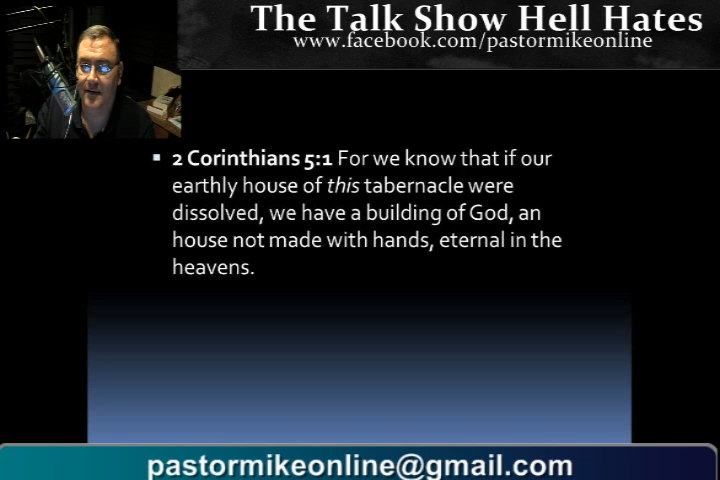 The Talk Show Hell Hates
www.facebook.com/pastormikeonline
2 Corinthians 5:1 For we know that if our
earthly house of this tabernacle were
dissolved, we have a building of God, an
house not made with hands, eternal in the
heavens.
pastormikeonline@gmail.com